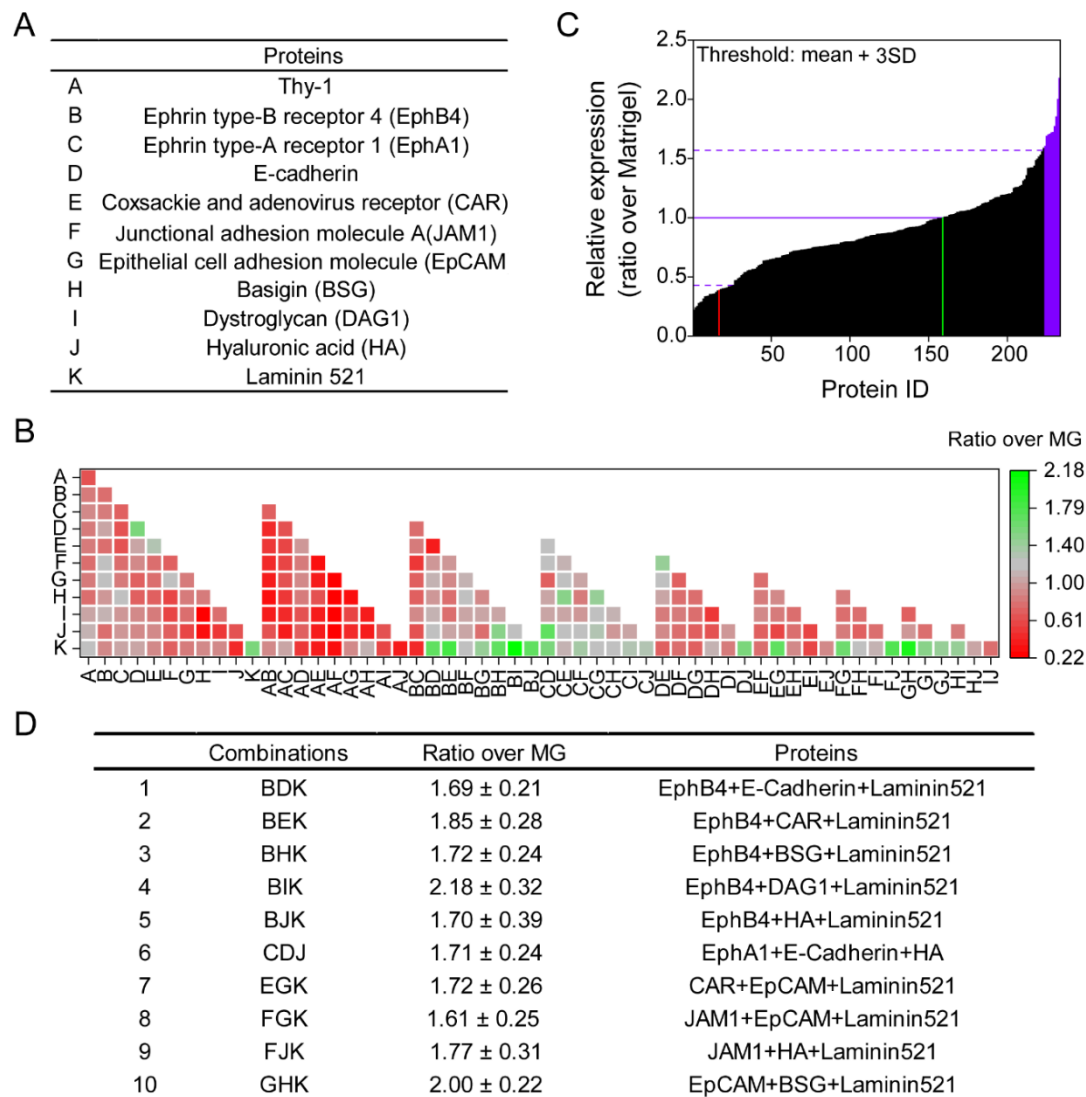 A
Proteins
A Thy-1
B Ephrin type-B receptor 4 (EphB4)
C Ephrin type-A receptor 1 (EphA1)
D E-cadherin
E Coxsackie and adenovirus receptor (CAR)
F Junctional adhesion molecule A(JAM1)
G Epithelial cell adhesion molecule (EpCAM
H Basigin (BSG)
I Dystroglycan (DAG1)
J Hyaluronic acid (HA)
K Laminin 521
C
Threshold: mean + 3SD
Relative expression
(ratio over Matrigel)
2.5
2.0
1.5
1.0
0.5
0.0
50 100 150 200
Protein ID
B
Ratio over MG
2.18
1.79
1.40
1.00
0.61
0.22
A
B
C
D
E
F
G
H
I
J
K
A B C D E F G H I J K AB AC AD AE AF AG AH AI AJ BC BD BE BF BG BH BI BJ CD CE CF CG CH CI CJ DE DF DG DH DI DJ EF EG EH EI EJ FG FH FI FJ GH GI GJ HI HJ IJ
D
Combinations Ratio over MG Proteins
1 BDK 1.69 ± 0.21 EphB4+E-Cadherin+Laminin521
2 BEK 1.85 ± 0.28 EphB4+CAR+Laminin521
3 BHK 1.72 ± 0.24 EphB4+BSG+Laminin521
4 BIK 2.18 ± 0.32 EphB4+DAG1+Laminin521
5 BJK 1.70 ± 0.39 EphB4+HA+Laminin521
6 CDJ 1.71 ± 0.24 EphA1+E-Cadherin+HA
7 EGK 1.72 ± 0.26 CAR+EpCAM+Laminin521
8 FGK 1.61 ± 0.25 JAM1+EpCAM+Laminin521
9 FJK 1.77 ± 0.31 JAM1+HA+Laminin521
10 GHK 2.00 ± 0.22 EpCAM+BSG+Laminin521